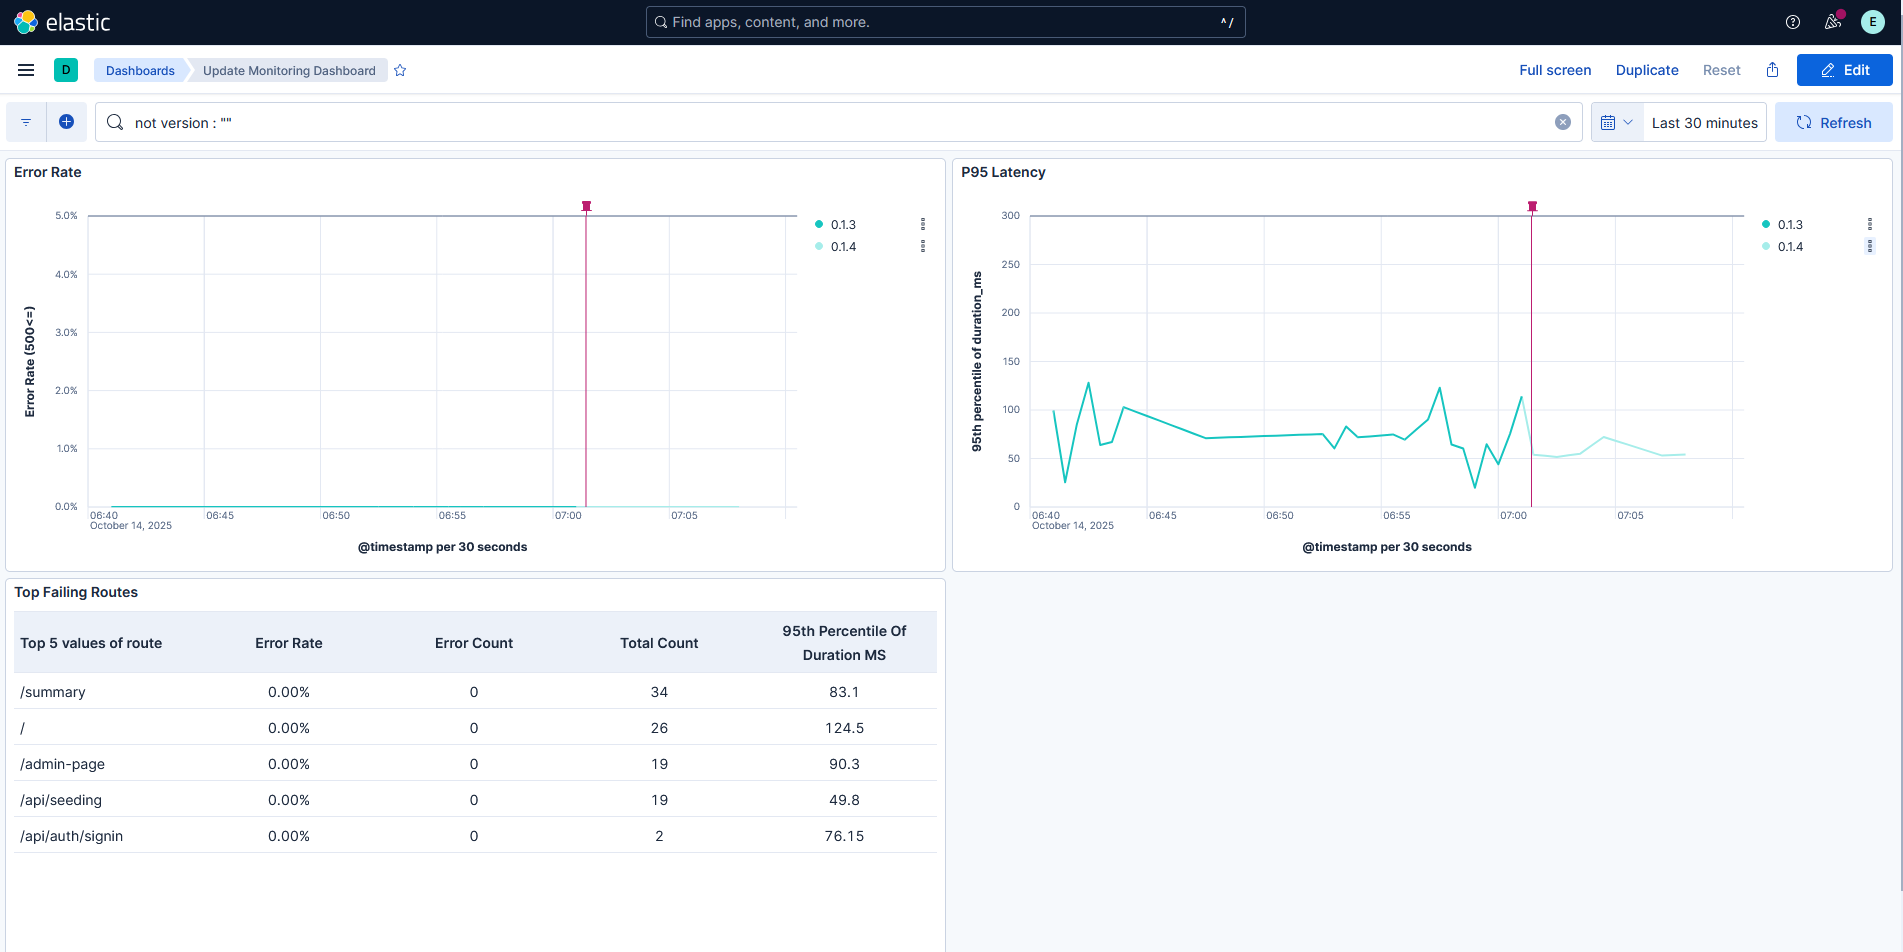 elastic
Find apps, content, and more.
^/
E
D
Dashboards
Update Monitoring Dashboard
Full screen
Duplicate
Reset
Edit
not version : ""
Last 30 minutes
Refresh
Error Rate
Error Rate (500<=)
5.0%
4.0%
3.0%
2.0%
1.0%
0.0%
06:40 06:45 06:50 06:55 07:00 07:05
October 14, 2025
@timestamp per 30 seconds
0.1.3
0.1.4
P95 Latency
95th percentile of duration_ms
300
250
200
150
100
50
0
06:40 06:45 06:50 06:55 07:00 07:05
October 14, 2025
@timestamp per 30 seconds
0.1.3
0.1.4
Top Failing Routes
Top 5 values of route Error Rate Error Count Total Count 95th Percentile Of
Duration MS
/summary 0.00% 0 34 83.1
/ 0.00% 0 26 124.5
/admin-page 0.00% 0 19 90.3
/api/seeding 0.00% 0 19 49.8
/api/auth/signin 0.00% 0 2 76.15